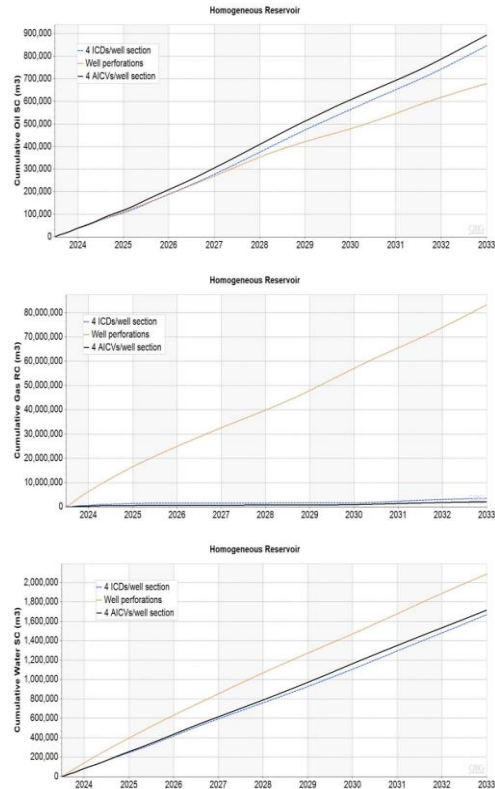 Homogeneous Reservoir
Cumulative Oil SC (m3)
900,000
800,000
700,000
600,000
500,000
400,000
300,000
200,000
100,000
0
4 ICDs/well section
Well perforations
4 AICVs/well section
2024 2025 2026 2027 2028 2029 2030 2031 2032 2033
Homogeneous Reservoir
Cumulative Gas RC (m3)
80,000,000
70,000,000
60,000,000
50,000,000
40,000,000
30,000,000
20,000,000
10,000,000
0
4 ICDs/well section
Well perforations
4 AICVs/well section
2024 2025 2026 2027 2028 2029 2030 2031 2032 2033
Homogeneous Reservoir
Cumulative Water SC (m3)
2,000,000
1,800,000
1,600,000
1,400,000
1,200,000
1,000,000
800,000
600,000
400,000
200,000
0
4 ICDs/well section
Well perforations
4 AICVs/well section
2024 2025 2026 2027 2028 2029 2030 2031 2032 2033